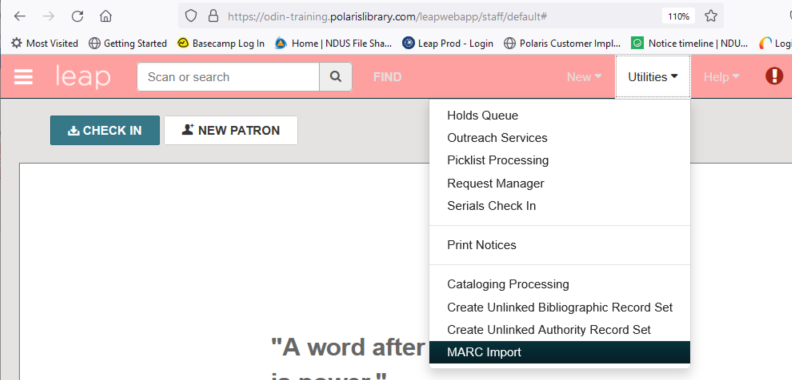 https://odin-training.polarislibrary.com/leapwebapp/staff/default#
110%
Most Visited Getting Started Basecamp Log In Home | NDUS File Sha... Leap Prod - Login Polaris Customer Impl... Notice timeline | NDU... Logi
leap Scan or search FIND New Utilities Help
CHECK IN NEW PATRON
Holds Queue
Outreach Services
Picklist Processing
Request Manager
Serials Check In
Print Notices
Cataloging Processing
Create Unlinked Bibliographic Record Set
Create Unlinked Authority Record Set
MARC Import
"A word after
is power."